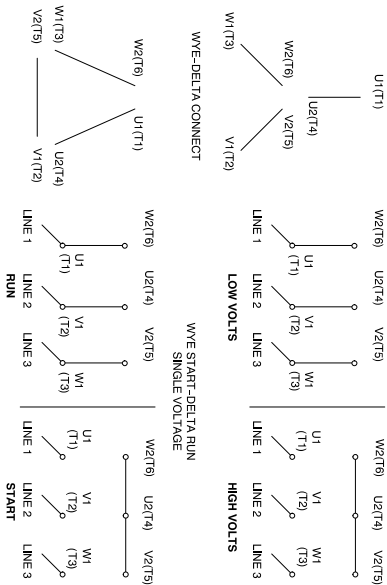 U1(T1)
U2(T4)
W2(T6) V2(T5)
W1(T3) V1(T2)
W2(T6) U2(T4) V2(T5)
U1 V1 W1
(T1) (T2) (T3)
LINE 1 LINE 2 LINE 3
LOW VOLTS
W2(T6) U2(T4) V2(T5)
U1 V1 W1
(T1) (T2) (T3)
LINE 1 LINE 2 LINE 3
HIGH VOLTS
WYE-DELTA CONNECT
WYE START-DELTA RUN
SINGLE VOLTAGE
W2(T6) U1(T1)
W1(T3) U2(T4)
V2(T5) V1(T2)
W2(T6) U2(T4) V2(T5)
U1 V1 W1
(T1) (T2) (T3)
LINE 1 LINE 2 LINE 3
RUN
W2(T6) U2(T4) V2(T5)
U1 V1 W1
(T1) (T2) (T3)
LINE 1 LINE 2 LINE 3
START